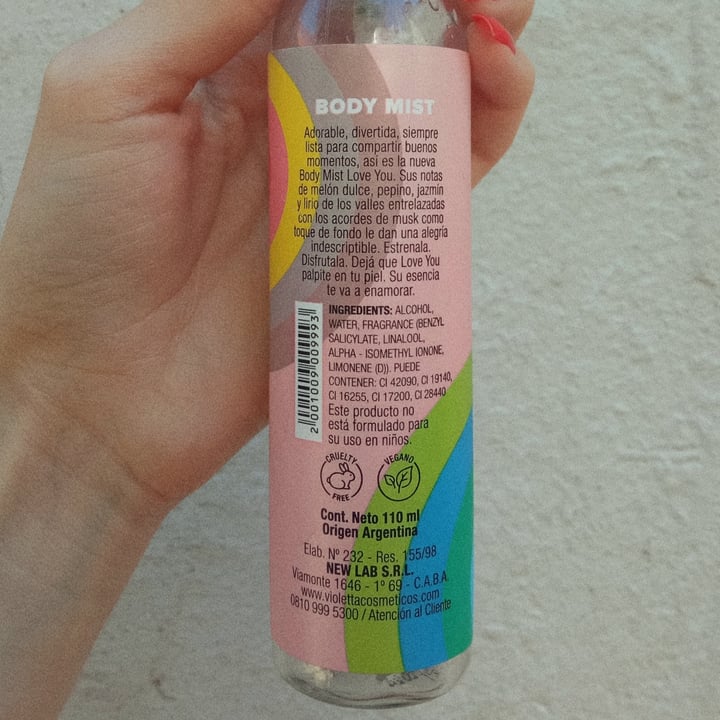 BODY MIST
Adorable, divertida, siempre
lista para compartir buenos
momentos, asi es la nueva
Body Mist Love You. Sus notas
de melón dulce, pepino, jazmín
y lirio de los valles entrelazadas
con los acordes de musk como
toque de fondo le dan una alegría
indescriptible. Estrenala.
Disfrutala. Dejá que Love You
palpite en tu piel. Su esencia
te va a enamorar.
INGREDIENTS: ALCOHOL,
WATER, FRAGRANCE (BENZYL
SALICYLATE, LINALOOL,
ALPHA - ISOMETHYL IONONE,
LIMONENE (D)). PUEDE
CONTENER: CI 42090, CI 19140,
CI 16255, CI 17200, CI 28440
Este producto no
está formulado para
su uso en niños.
2001009009993
CRUELTY
FREE
VEGANO
Cont. Neto 110 ml
Origen Argentina
Elab. Nº 232 - Res. 155/98
NEW LAB S.R.L.
Viamonte 1646 - 1º 69 - C.A.B.A.
www.violettacosmeticos.com
0810 999 5300 / Atención al Cliente